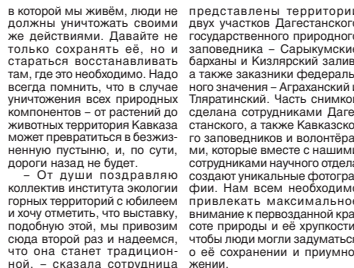 в которой мы живём, люди не
должны уничтожать своими
же действиями. Давайте не
только сохранять её, но и
стараться восстанавливать
там, где это необходимо. Надо
всегда помнить, что в случае
уничтожения всех природных
компонентов – от растений до
животных территория Кавказа
может превратиться в безжиз-
ненную пустыню, и, по сути,
дороги назад не будет.
– От души поздравляю
коллектив института экологии
горных территорий с юбилеем
и хочу отметить, что выставку,
подобную этой, мы привозим
сюда второй раз и надеемся,
что она станет традицион-
ной, – сказала сотрудница
представлены территори
двух участков Дагестанског
государственного природног
заповедника – Сарыкумски
барханы и Кизлярский залив
а также заказники федераль
ного значения – Аграханский и
Тляратинский. Часть снимко
сделана сотрудниками Даге
станского, а также Кавказско
го заповедников и волонтёра
ми, которые вместе с нашими
сотрудниками научного отдела
создают уникальные фотогра
фии. Нам всем необходимо
привлекать максимально
внимание к первозданной кра
соте природы и её хрупкости
чтобы люди могли задуматьс
о её сохранении и приумно
жении.